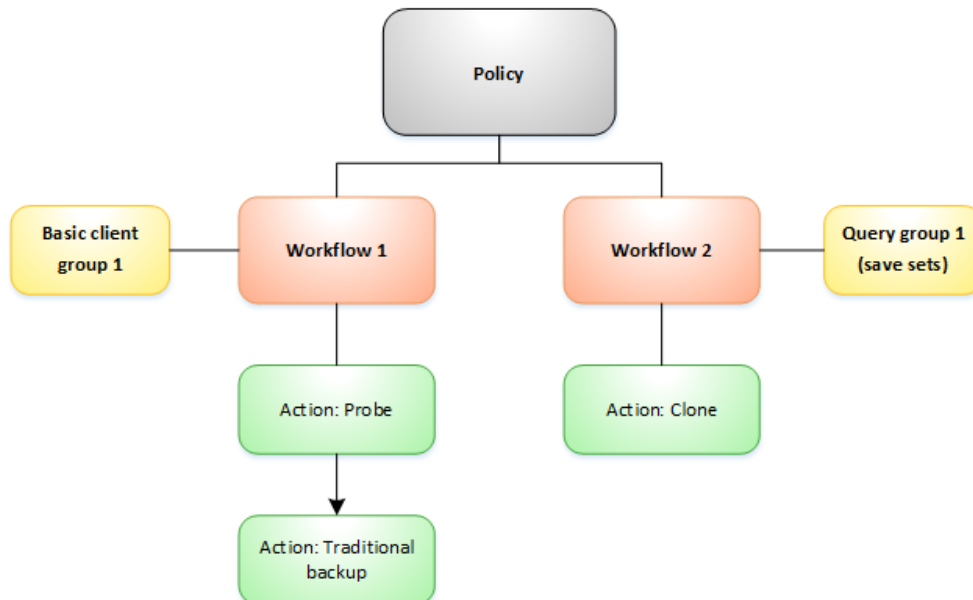 Policy
Basic client
group 1
Workflow 1
Workflow 2
Query group 1
(save sets)
Action: Probe
Action: Clone
Action: Traditional
backup